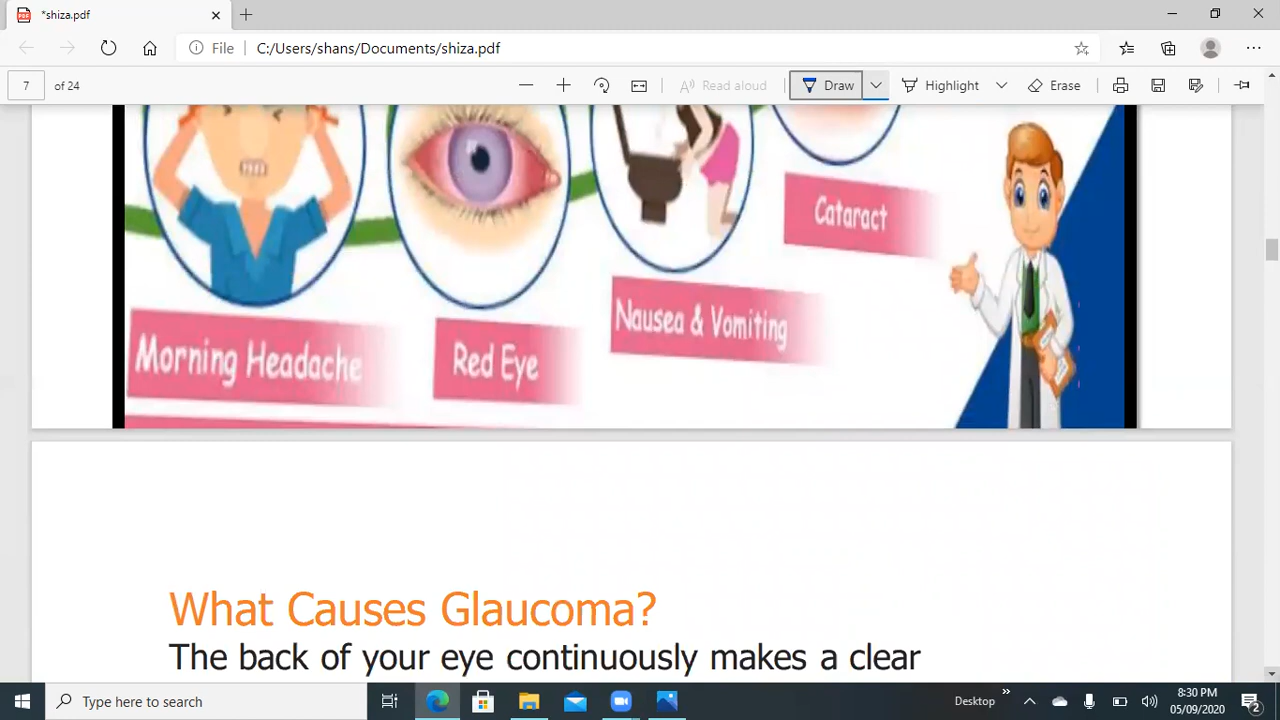 *shiza.pdf
File C:/Users/shans/Documents/shiza.pdf
7 of 24 Read aloud Draw Highlight Erase
Cataract
Nausea & Vomiting
Morning Headache
Red Eye
What Causes Glaucoma?
The back of your eye continuously makes a clear
Type here to search
Desktop
8:30 PM
05/09/2020
2